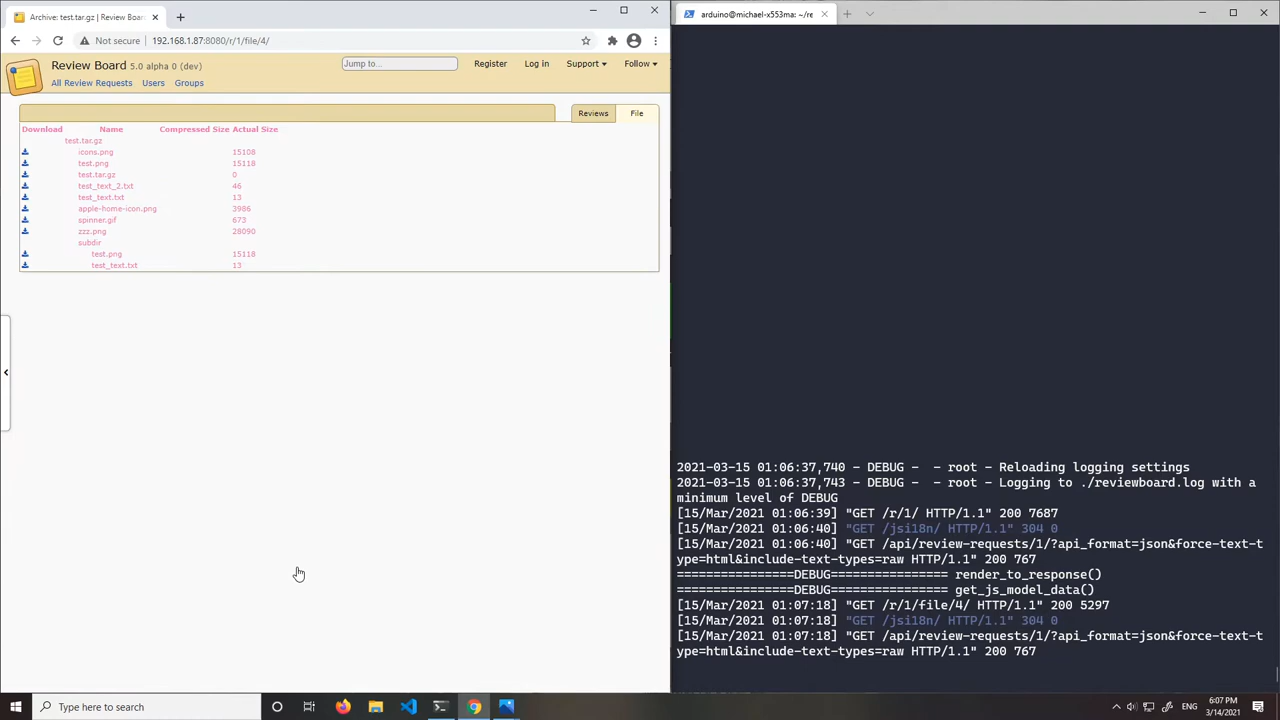 Archive: test.tar.gz | Review Boar
Not secure 192.168.1.87:8080/r/1/file/4/
Review Board 5.0 alpha 0 (dev)
Jump to...
Register Log in Support Follow
All Review Requests Users Groups
Reviews File
Download Name Compressed Size Actual Size
test.tar.gz
icons.png 15108
test.png 15118
test.tar.gz 0
test_text_2.txt 46
test_text.txt 13
apple-home-icon.png 3986
spinner.gif 673
zzz.png 28090
subdir
test.png 15118
test_text.txt 13
arduino@michael-x553ma: ~/re
2021-03-15 01:06:37,740 - DEBUG -  - root - Reloading logging settings
2021-03-15 01:06:37,743 - DEBUG -  - root - Logging to ./reviewboard.log with a
minimum level of DEBUG
[15/Mar/2021 01:06:39] "GET /r/1/ HTTP/1.1" 200 7687
[15/Mar/2021 01:06:40] "GET /jsi18n/ HTTP/1.1" 304 0
[15/Mar/2021 01:06:40] "GET /api/review-requests/1/?api_format=json&force-text-t
ype=html&include-text-types=raw HTTP/1.1" 200 767
================DEBUG================ render_to_response()
================DEBUG================ get_js_model_data()
[15/Mar/2021 01:07:18] "GET /r/1/file/4/ HTTP/1.1" 200 5297
[15/Mar/2021 01:07:18] "GET /jsi18n/ HTTP/1.1" 304 0
[15/Mar/2021 01:07:18] "GET /api/review-requests/1/?api_format=json&force-text-t
ype=html&include-text-types=raw HTTP/1.1" 200 767
Type here to search
ENG
6:07 PM
3/14/2021